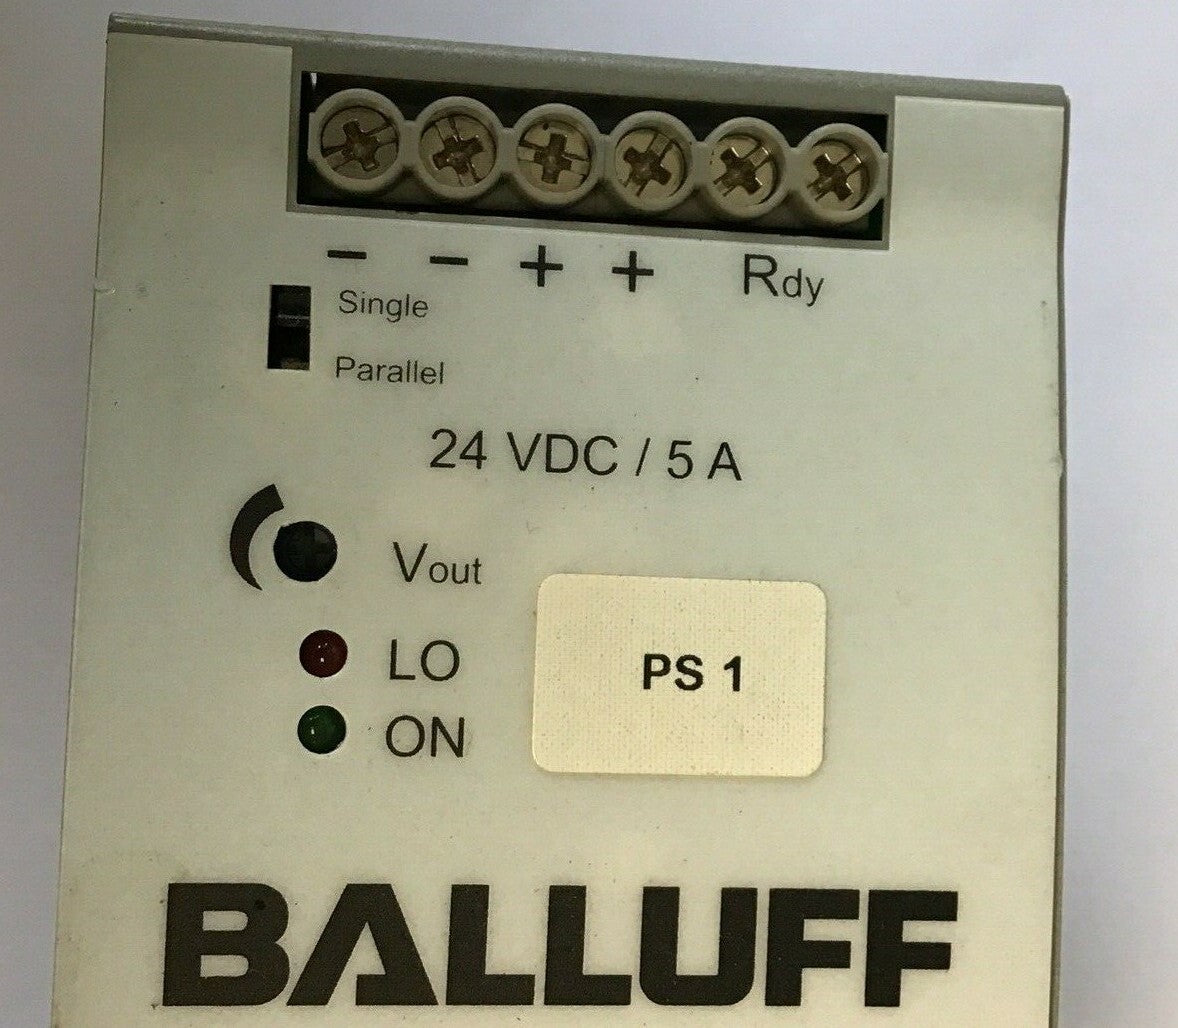 − − + + Rdy
Single
Parallel
24 VDC / 5 A
Vout
LO
ON
PS 1
BALLUFF